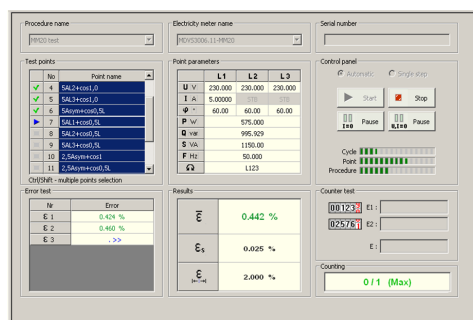 Procedure name
MM20 test
Electricity meter name
MDVS3006.11-MM20
Serial number
Test points
No Point name
4 5AL2+cos1,0
5 5AL3+cos1,0
6 5Asym+cos0,5L
7 5AL1+cos0,5L
8 5AL2+cos0,5L
9 5AL3+cos0,5L
10 2,5Asym+cos1
11 2,5Asym+cos0,5L
Ctrl/Shift - multiple points selection
Point parameters
L1 L2 L3
U V 230.000 230.000 230.000
I A 5.00000 STB STB
φ ° 60.00 60.00 60.00
P W 575.000
Q var 995.929
S VA 1150.00
F Hz 50.000
L123
Control panel
Automatic Single step
Start Stop
I=0 Pause U,I=0 Pause
Cycle
Point
Procedure
Error test
Nr Error
ε 1 0.424 %
ε 2 0.460 %
ε 3 . >>
Results
ε 0.442 %
εs 0.025 %
ε 2.000 %
Counter test
00123 E1 :
02576 E2 :
E :
Counting
0 / 1 (Max)